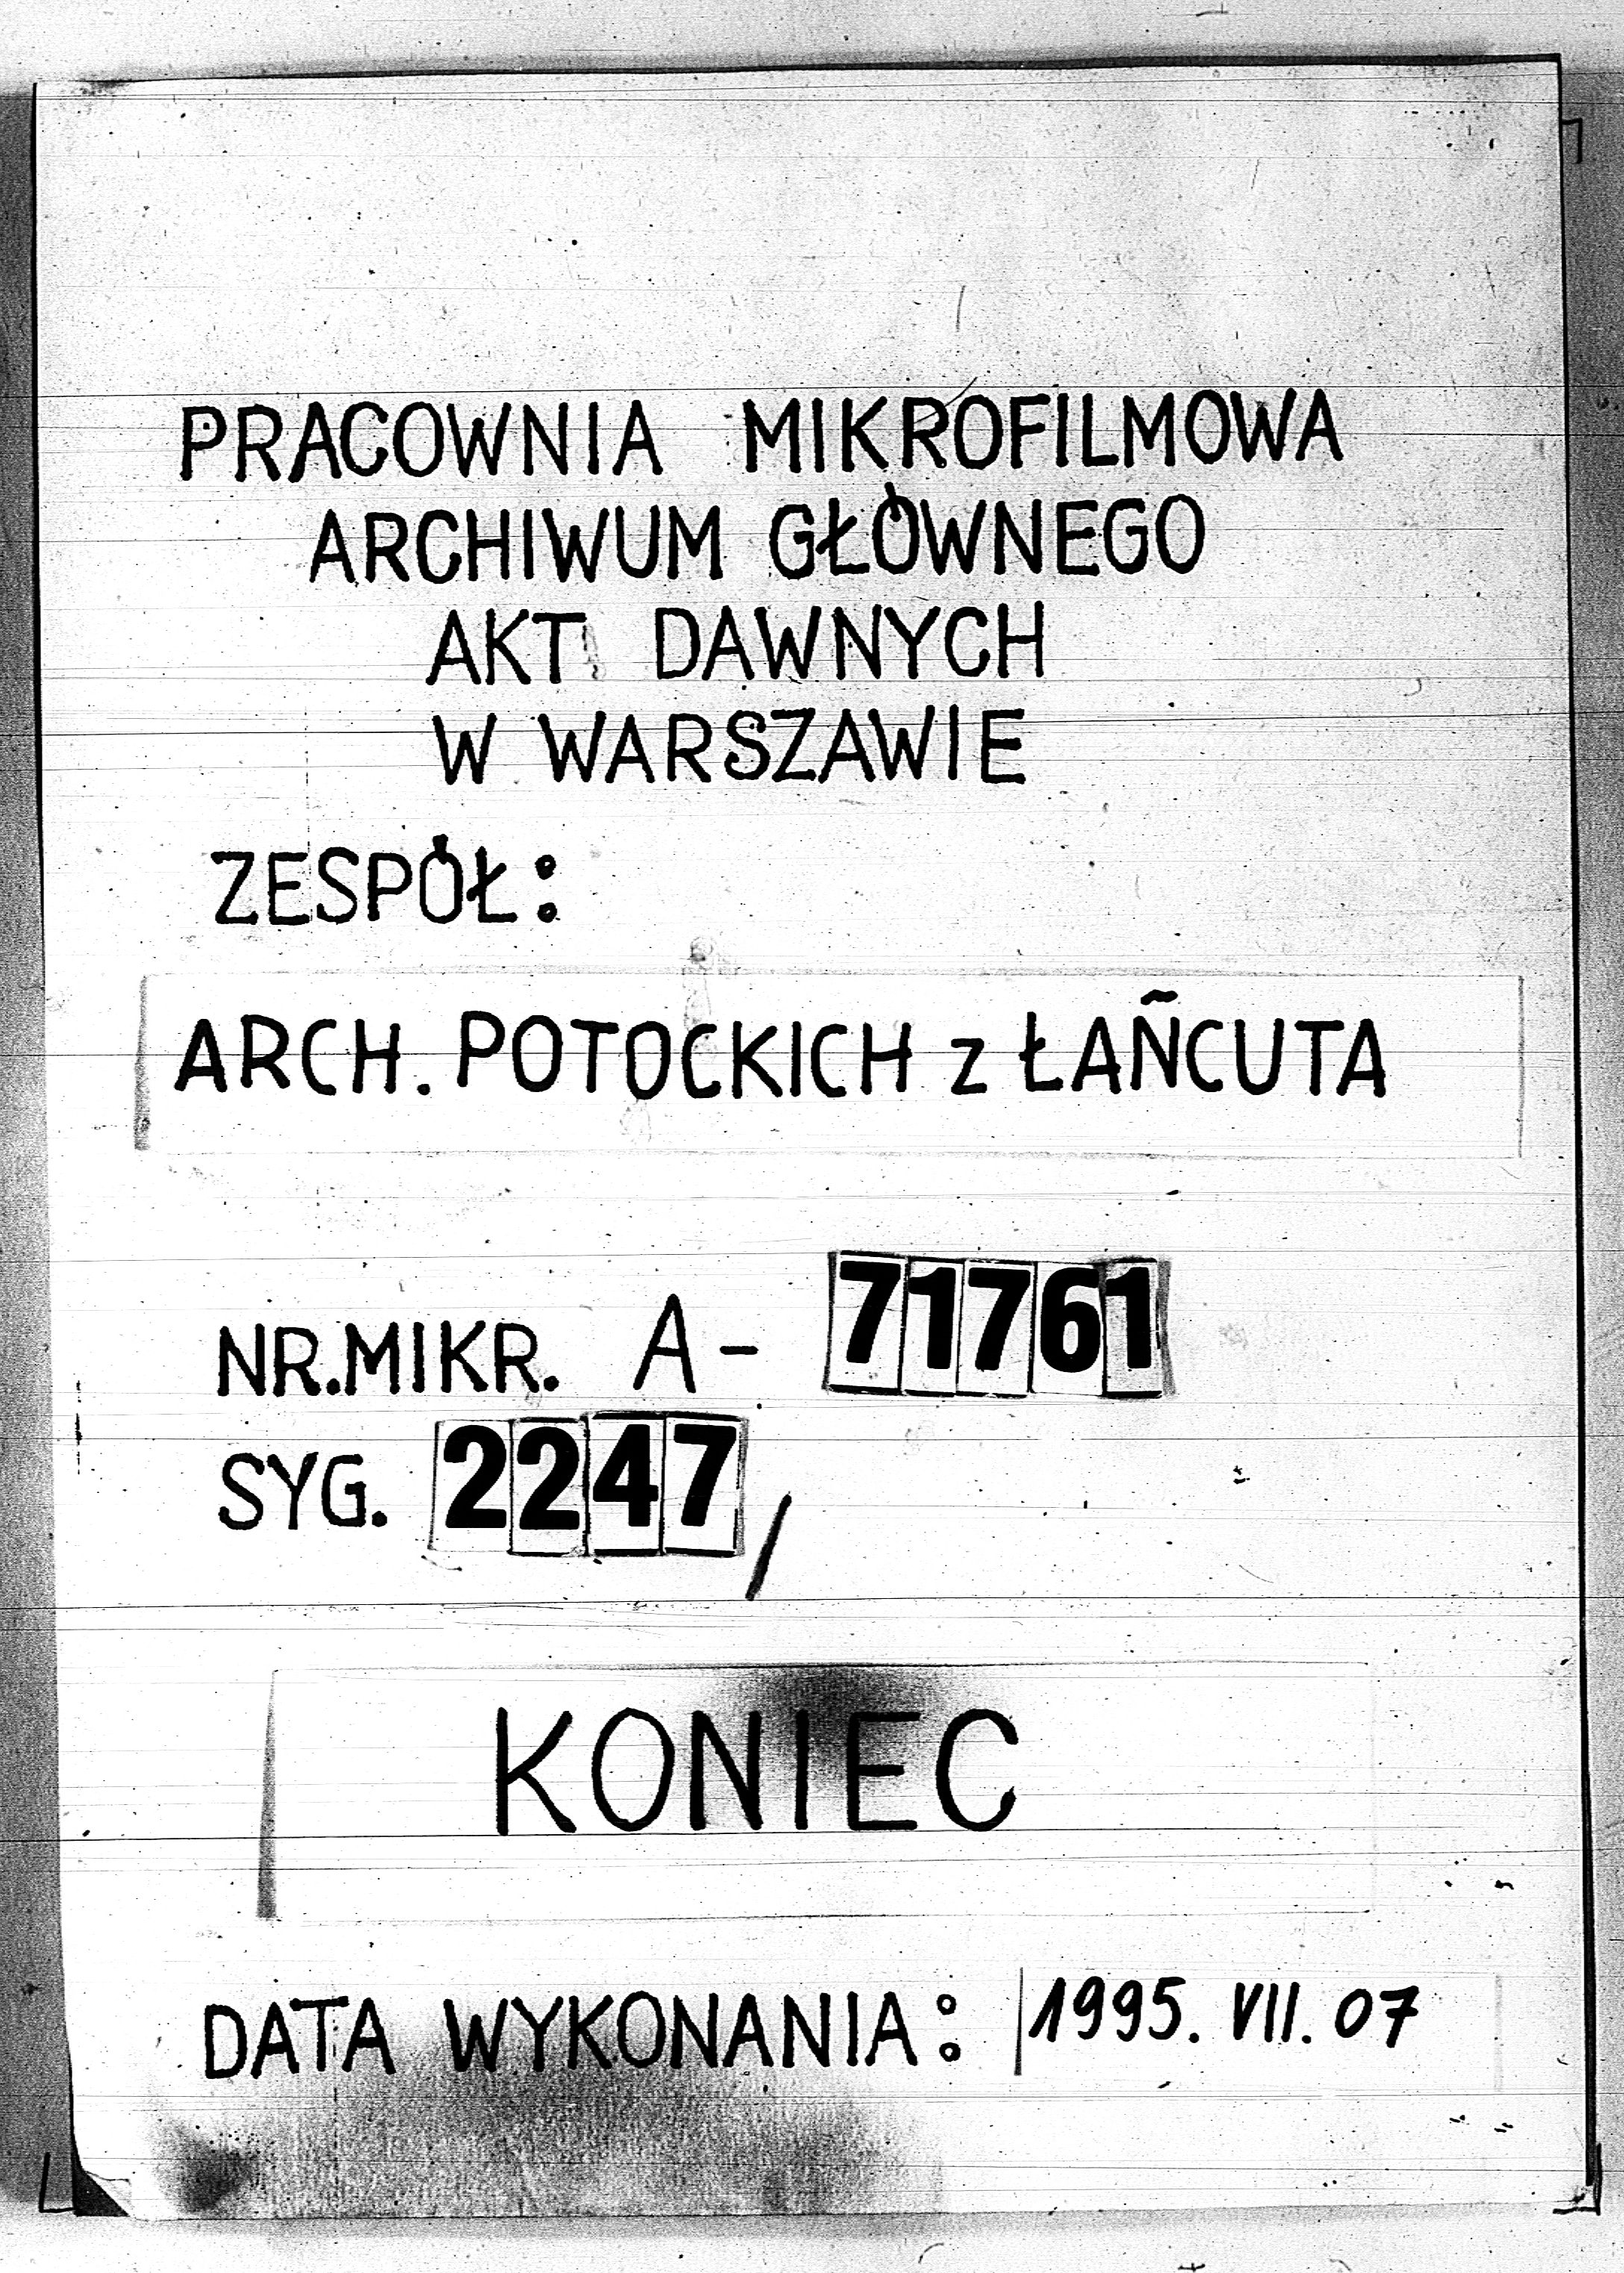 PRACOWNIA MIKROFILMOWA
ARCHIWUM GŁÓWNEGO
AKT DAWNYCH
W WARSZAWIE
ZESPÓŁ:
ARCH. POTOCKICH z ŁAŃCUTA
NR.MIKR. A- 71761
SYG. 2247/
KONIEC
DATA WYKONANIA: 1995. VII. 07